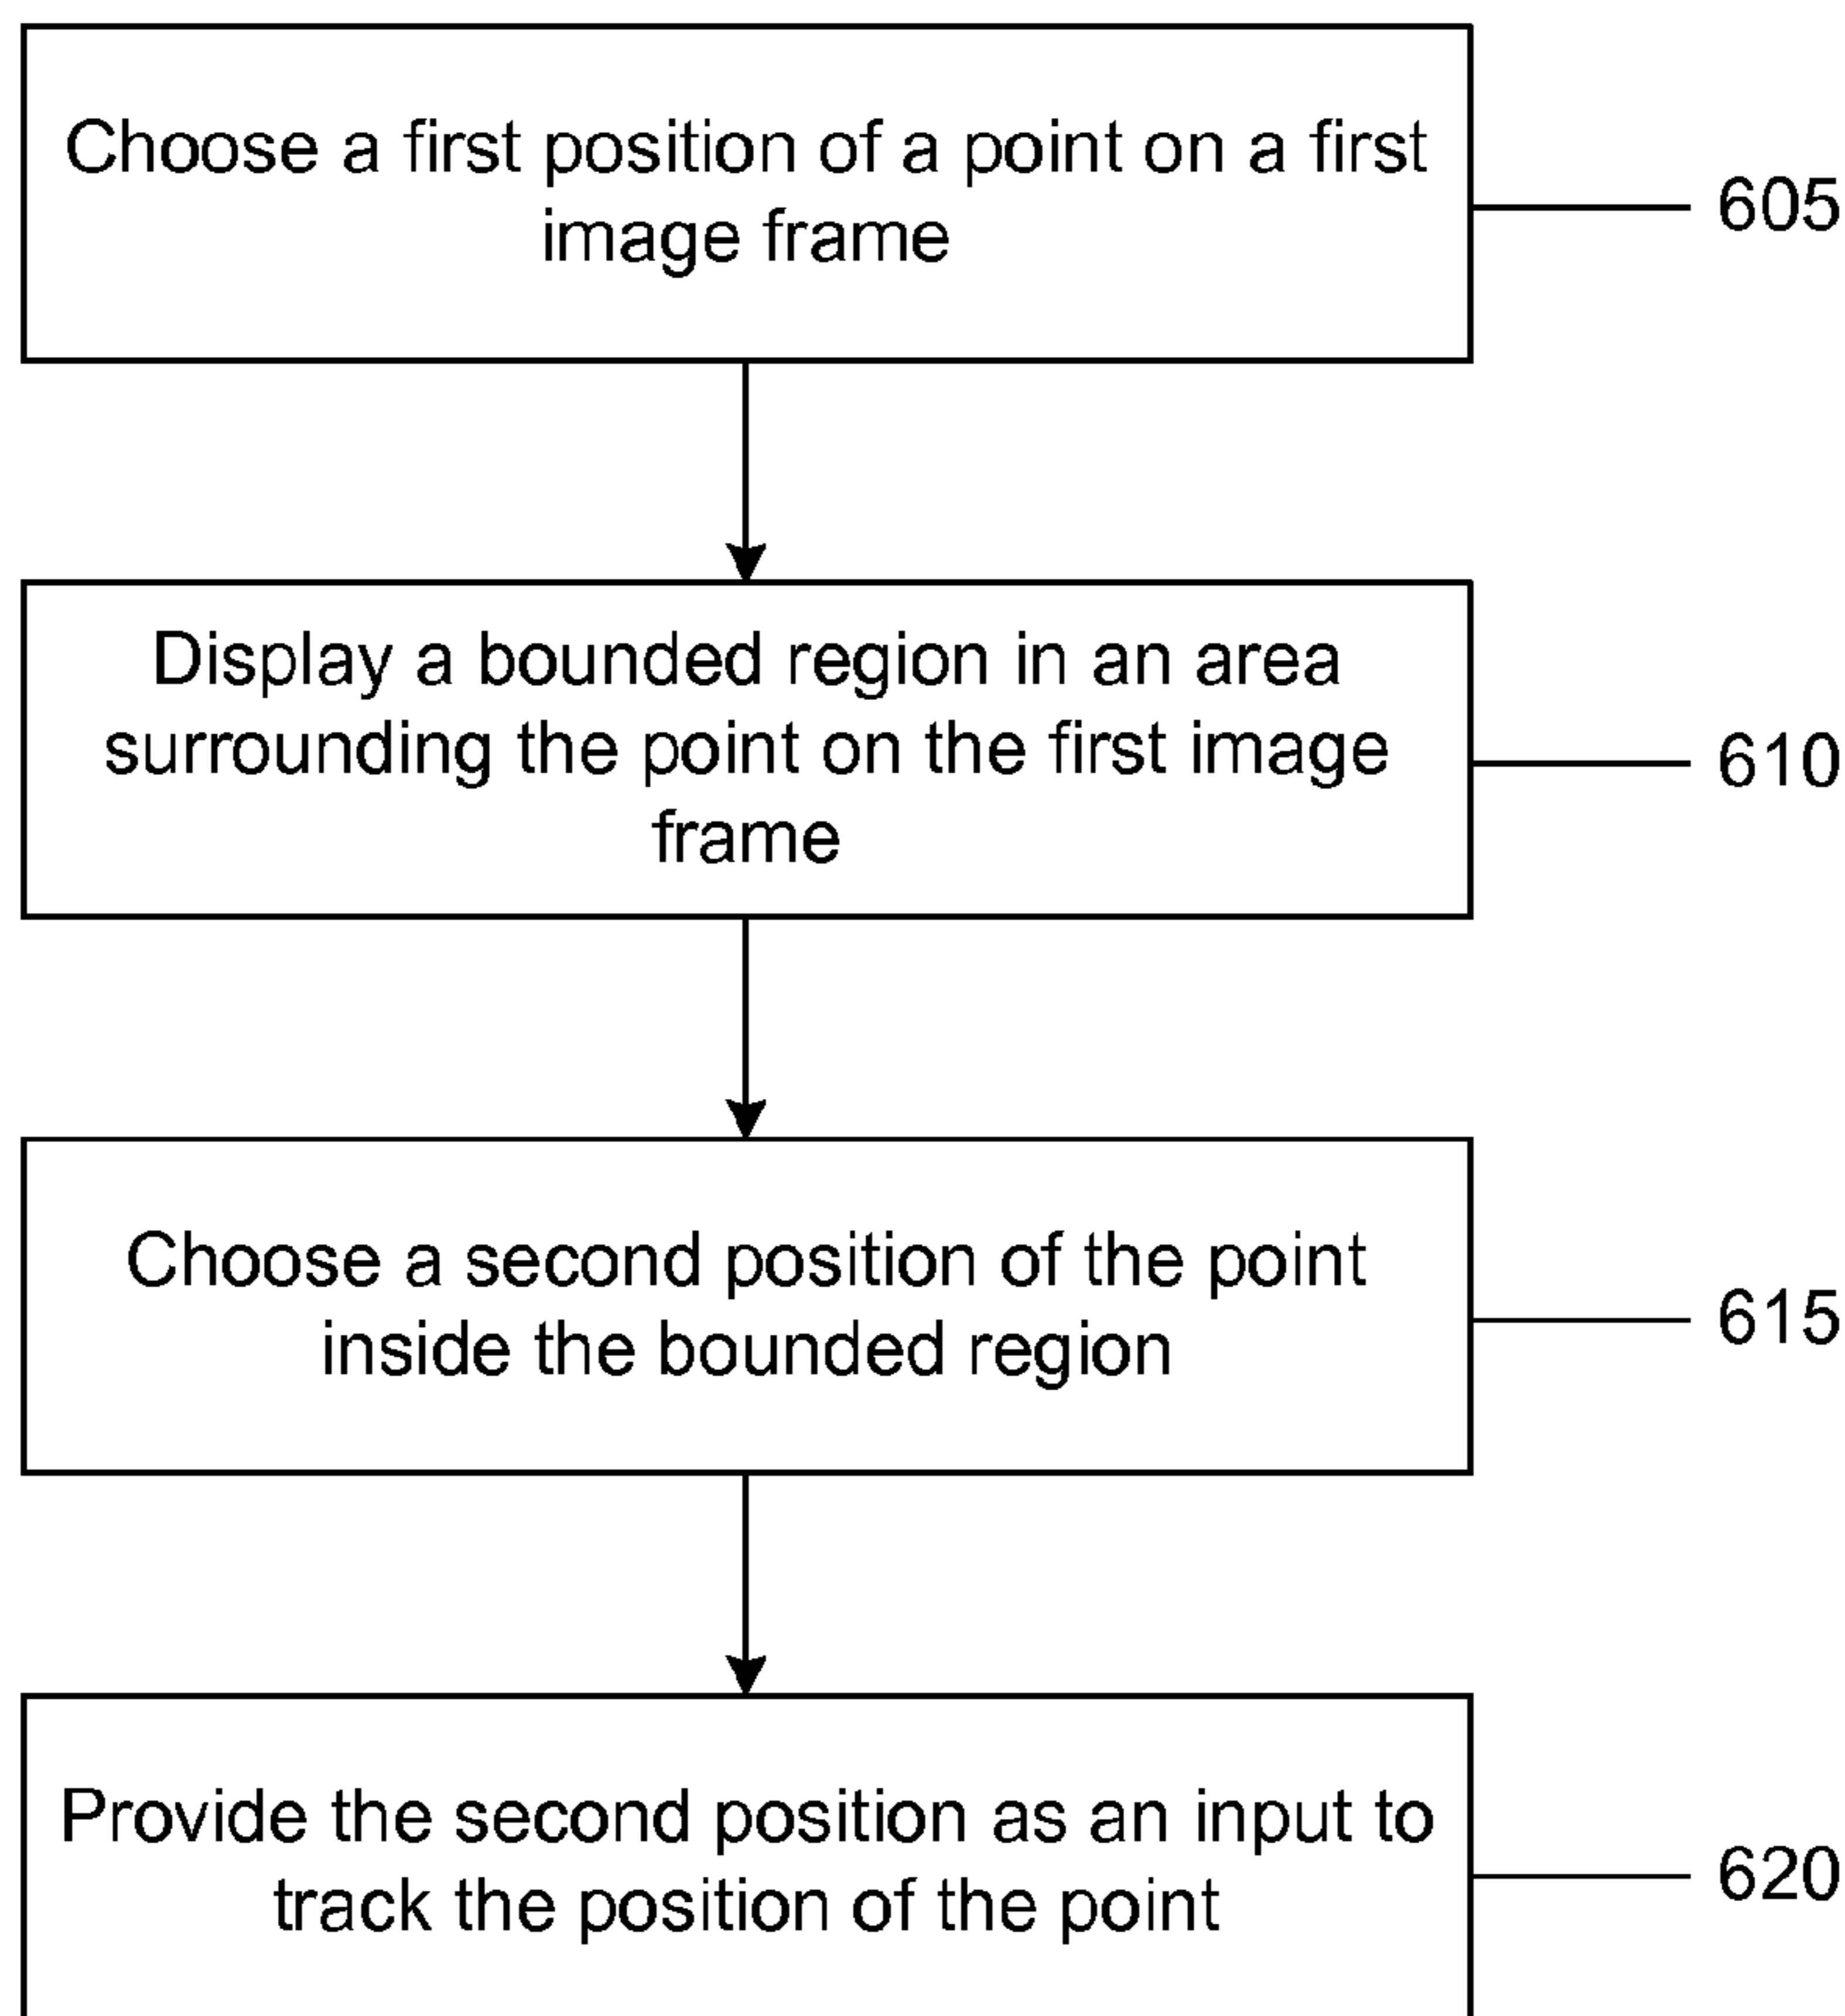 Choose a first position of a point on a first
image frame
605
Display a bounded region in an area
surrounding the point on the first image
frame
610
Choose a second position of the point
inside the bounded region
615
Provide the second position as an input to
track the position of the point
620